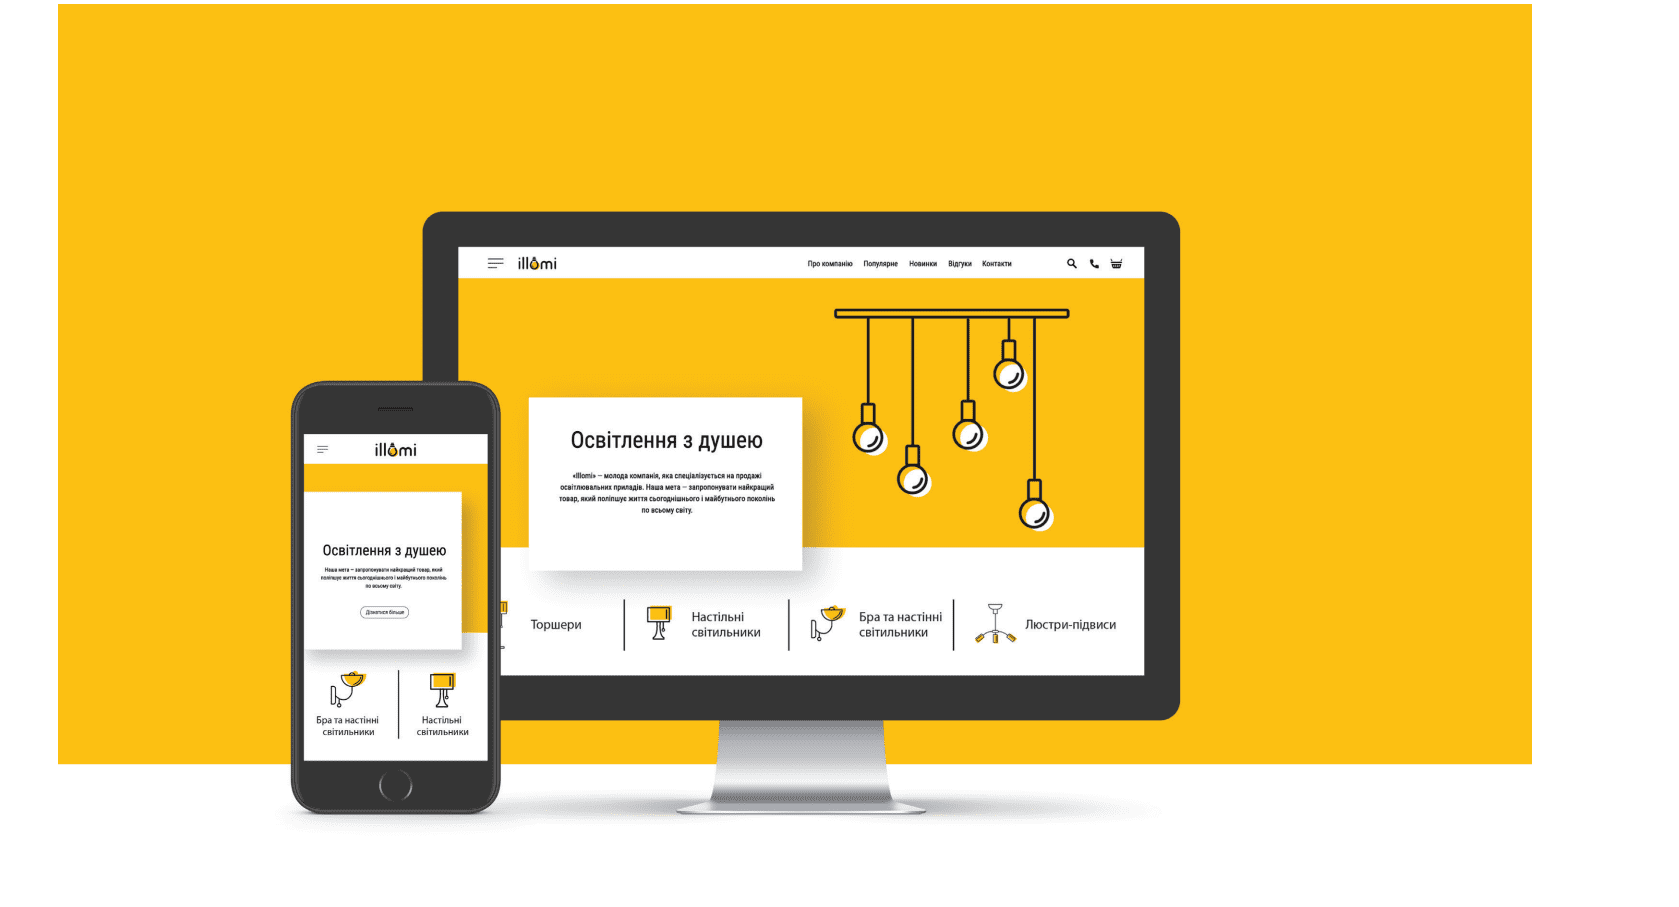 illomi
Про компанію Популярне Новинки Відгуки Контакти
Освітлення з душею
«Illomi» — молода компанія, яка спеціалізується на продажі
освітлювальних приладів. Наша мета — запропонувати найкращий
товар, який поліпшує життя сьогоднішнього і майбутнього поколінь
по всьому світу.
Торшери
Настільні
світильники
Бра та настінні
світильники
Люстри-підвиси
illomi
Освітлення з душею
Наша мета — запропонувати найкращий товар, який
поліпшує життя сьогоднішнього і майбутнього поколінь
по всьому світу.
Дізнатися більше
Бра та настінні
світильники
Настільні
світильники